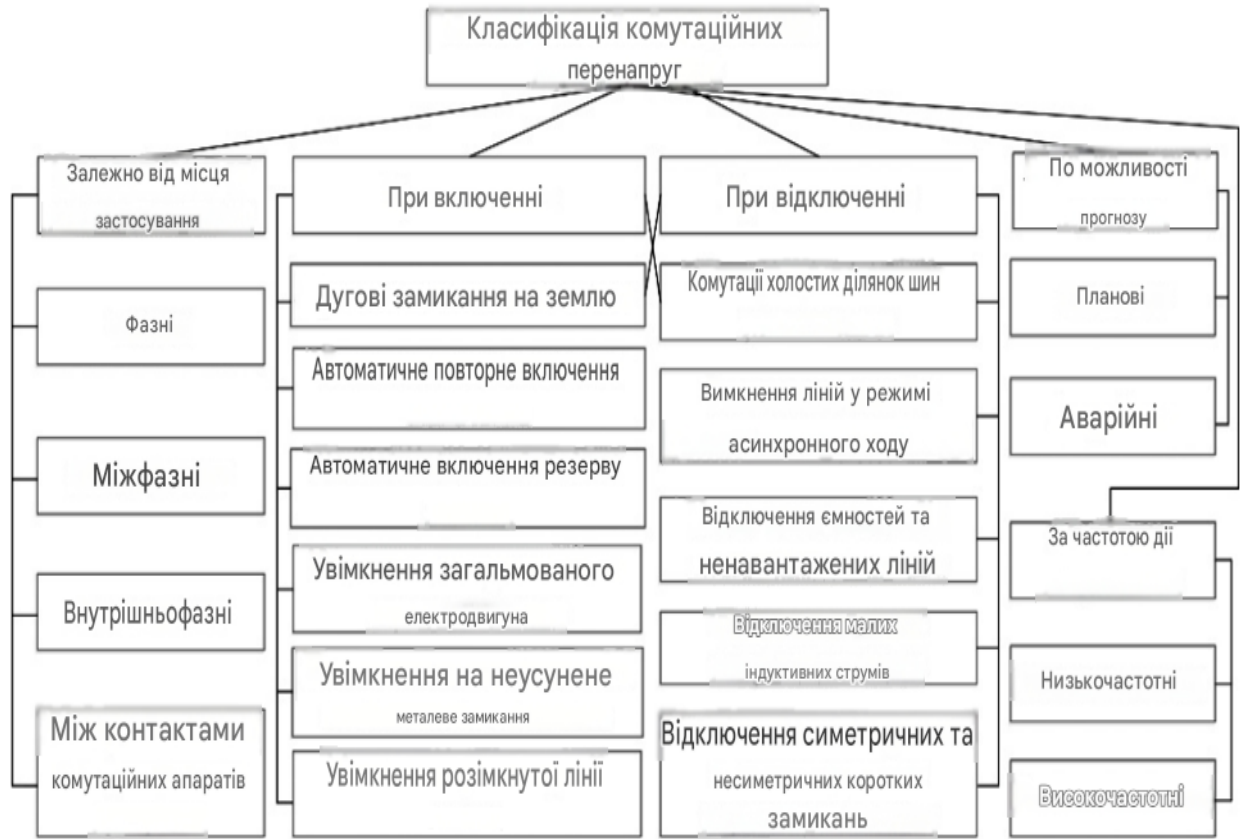 Класифікація комутаційних
перенапруг
Залежно від місця
застосування
Фазні
Міжфазні
Внутрішньофазні
Між контактами
комутаційних апаратів
При включенні
Дугові замикання на землю
Автоматичне повторне включення
Автоматичне включення резерву
Увімкнення загальмованого
електродвигуна
Увімкнення на неусунене
металеве замикання
Увімкнення розімкнутої лінії
При відключенні
Комутації холостих ділянок шин
Вимкнення ліній у режимі
асинхронного ходу
Відключення ємностей та
ненавантажених ліній
Відключення малих
індуктивних струмів
Відключення симетричних та
несиметричних коротких
замикань
По можливості
прогнозу
Планові
Аварійні
За частотою дії
Низькочастотні
Високочастотні